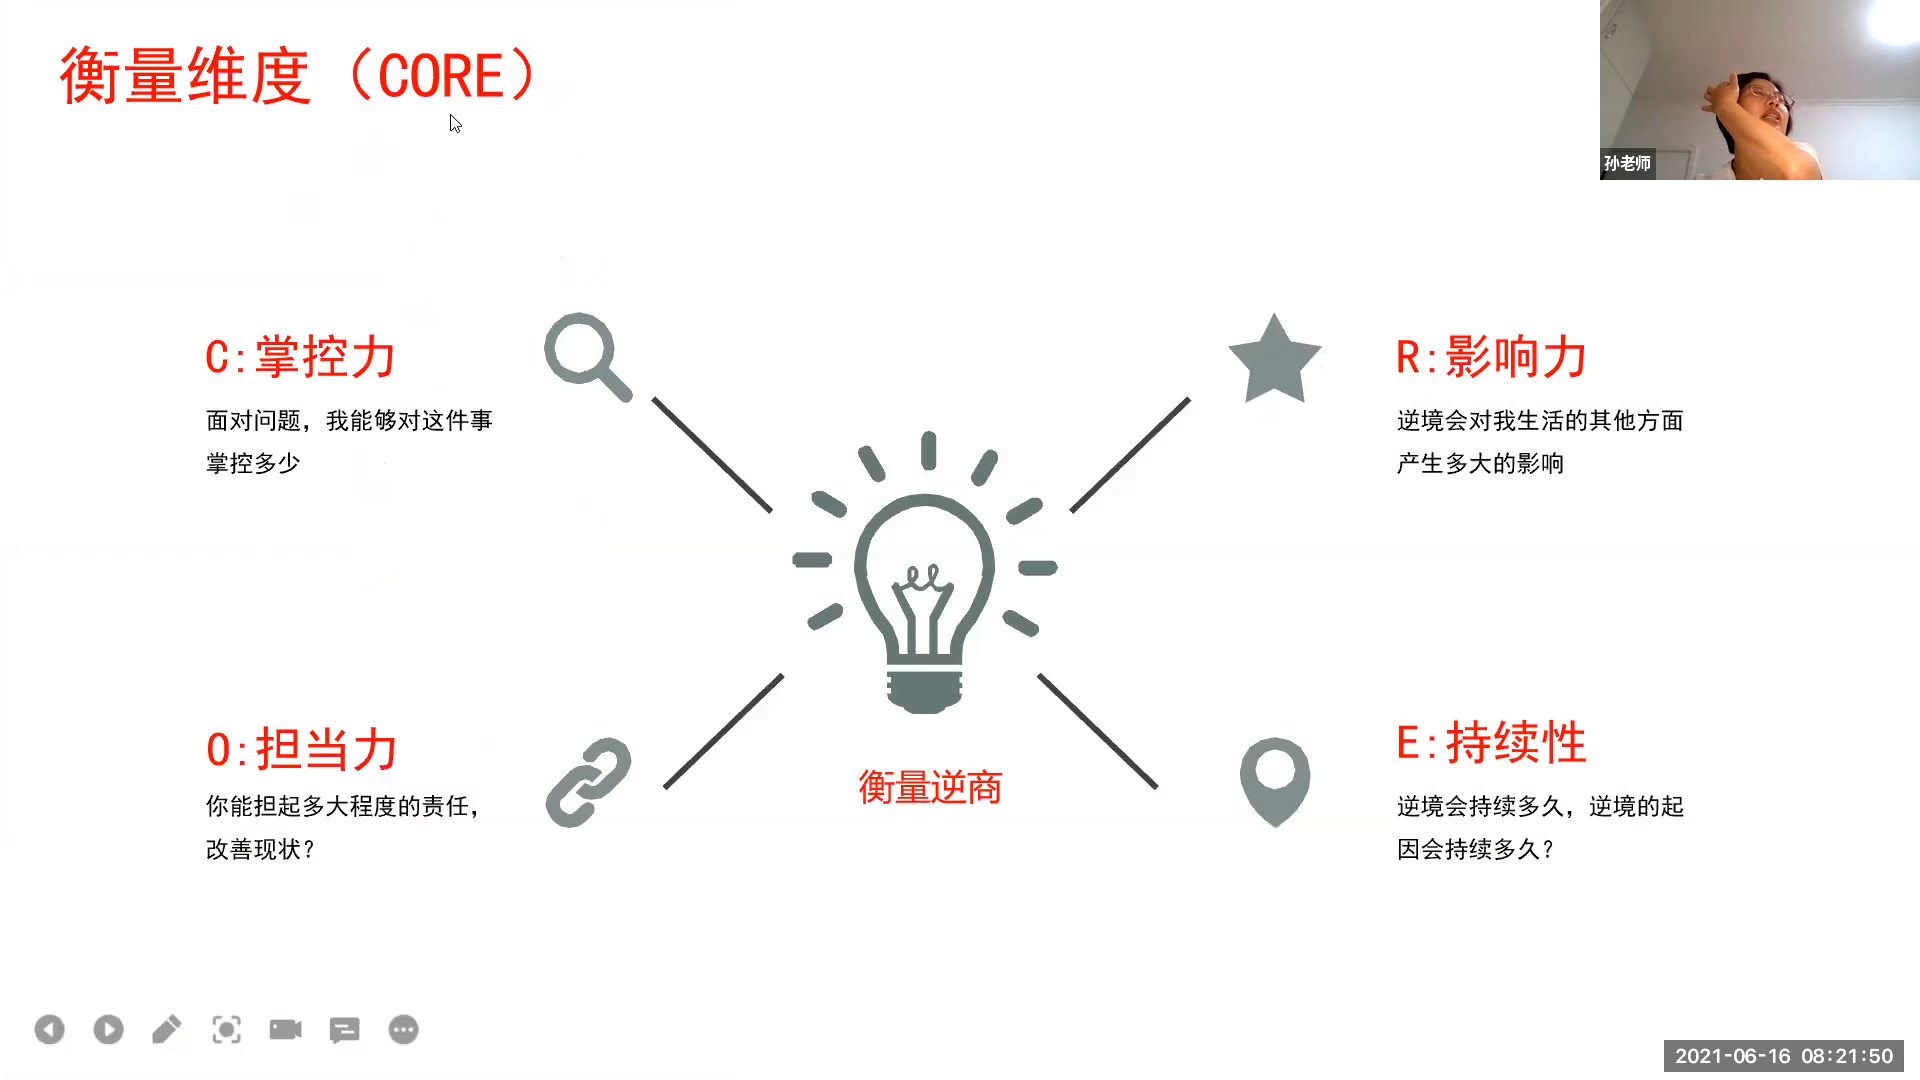 衡量维度（CORE）
孙老师
C:掌控力
面对问题，我能够对这件事
掌控多少
R:影响力
逆境会对我生活的其他方面
产生多大的影响
O:担当力
你能担起多大程度的责任，
改善现状？
衡量逆商
E:持续性
逆境会持续多久，逆境的起
因会持续多久？
2021-06-16 08:21:50